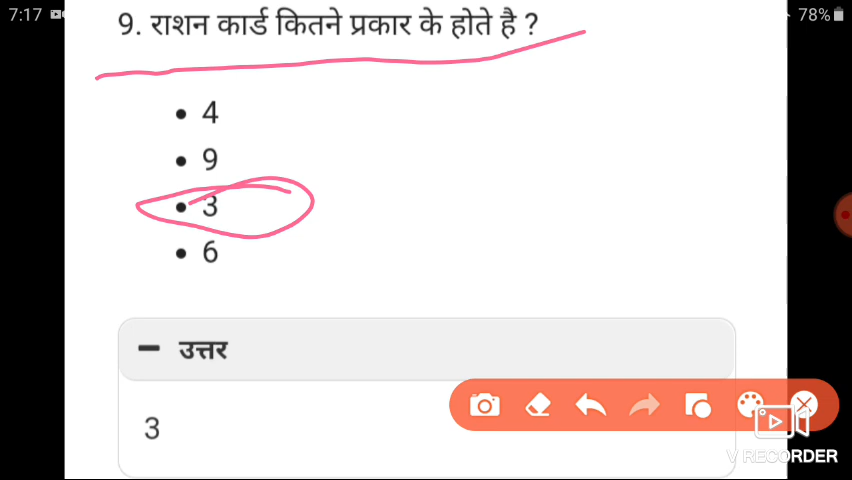 7:17
78%
9. राशन कार्ड कितने प्रकार के होते है ?
• 4
• 9
• 3
• 6
उत्तर
3
V RECORDER